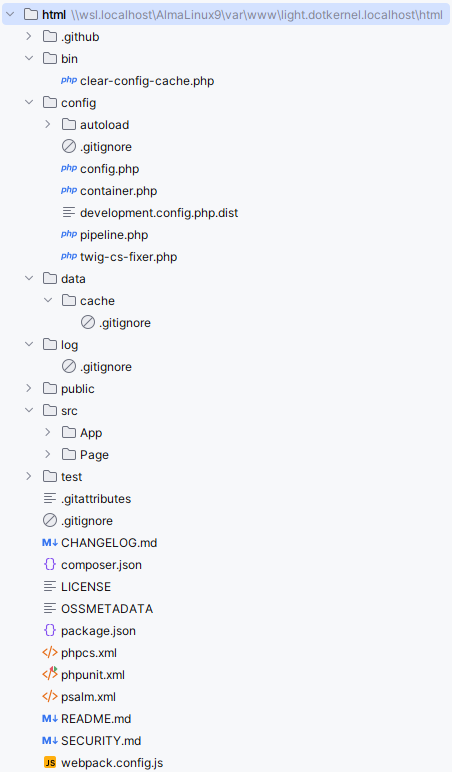 html \\wsl.localhost\AlmaLinux9\var\www\light.dotkernel.localhost\html
.github
bin
php clear-config-cache.php
config
autoload
.gitignore
php config.php
php container.php
development.config.php.dist
php pipeline.php
php twig-cs-fixer.php
data
cache
.gitignore
log
.gitignore
public
src
App
Page
test
.gitattributes
.gitignore
M↓ CHANGELOG.md
{} composer.json
LICENSE
OSSMETADATA
{} package.json
</> phpcs.xml
</> phpunit.xml
</> psalm.xml
M↓ README.md
M↓ SECURITY.md
JS webpack.config.js